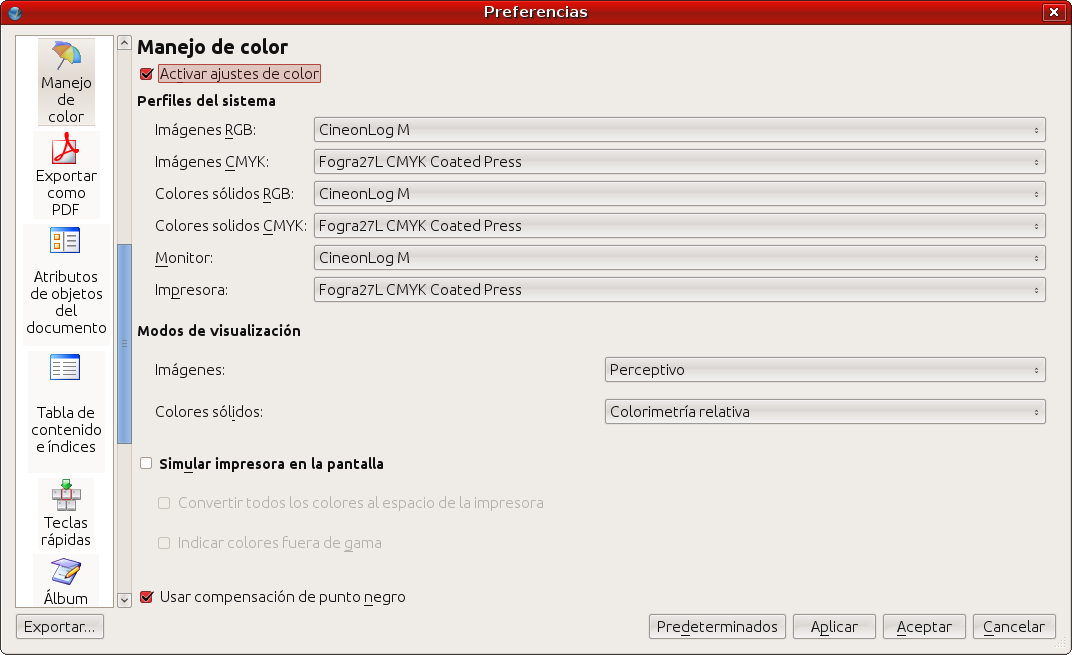 Preferencias
Manejo
de
color
Exportar
como
PDF
Atributos
de objetos
del
documento
Tabla de
contenido
e índices
Teclas
rápidas
Álbum
Manejo de color
Activar ajustes de color
Perfiles del sistema
Imágenes RGB: CineonLog M
Imágenes CMYK: Fogra27L CMYK Coated Press
Colores sólidos RGB: CineonLog M
Colores solidos CMYK: Fogra27L CMYK Coated Press
Monitor: CineonLog M
Impresora: Fogra27L CMYK Coated Press
Modos de visualización
Imágenes: Perceptivo
Colores sólidos: Colorimetría relativa
Simular impresora en la pantalla
Convertir todos los colores al espacio de la impresora
Indicar colores fuera de gama
Usar compensación de punto negro
Exportar... Predeterminados Aplicar Aceptar Cancelar